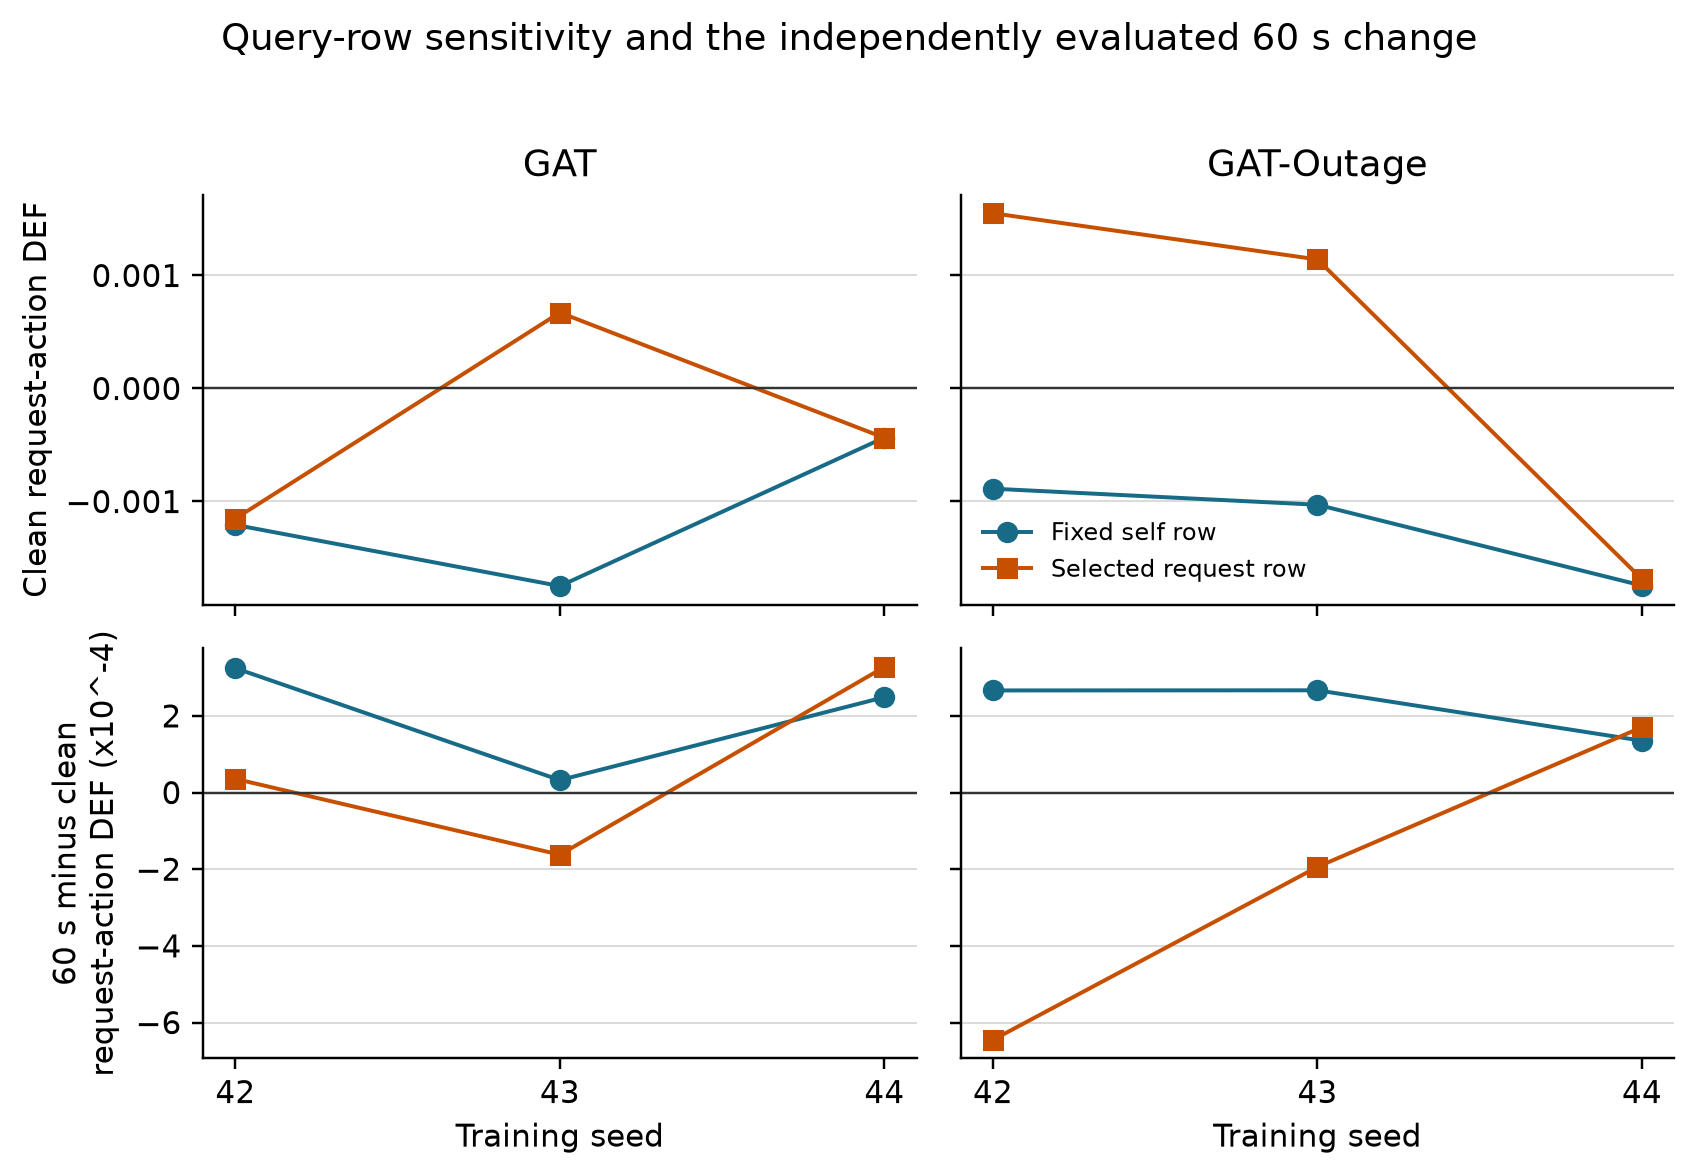 Query-row sensitivity and the independently evaluated 60 s change
GAT
GAT-Outage
Clean request-action DEF
0.001
0.000
−0.001
Fixed self row
Selected request row
60 s minus clean
request-action DEF (x10^-4)
2
0
−2
−4
−6
42
43
44
42
43
44
Training seed
Training seed